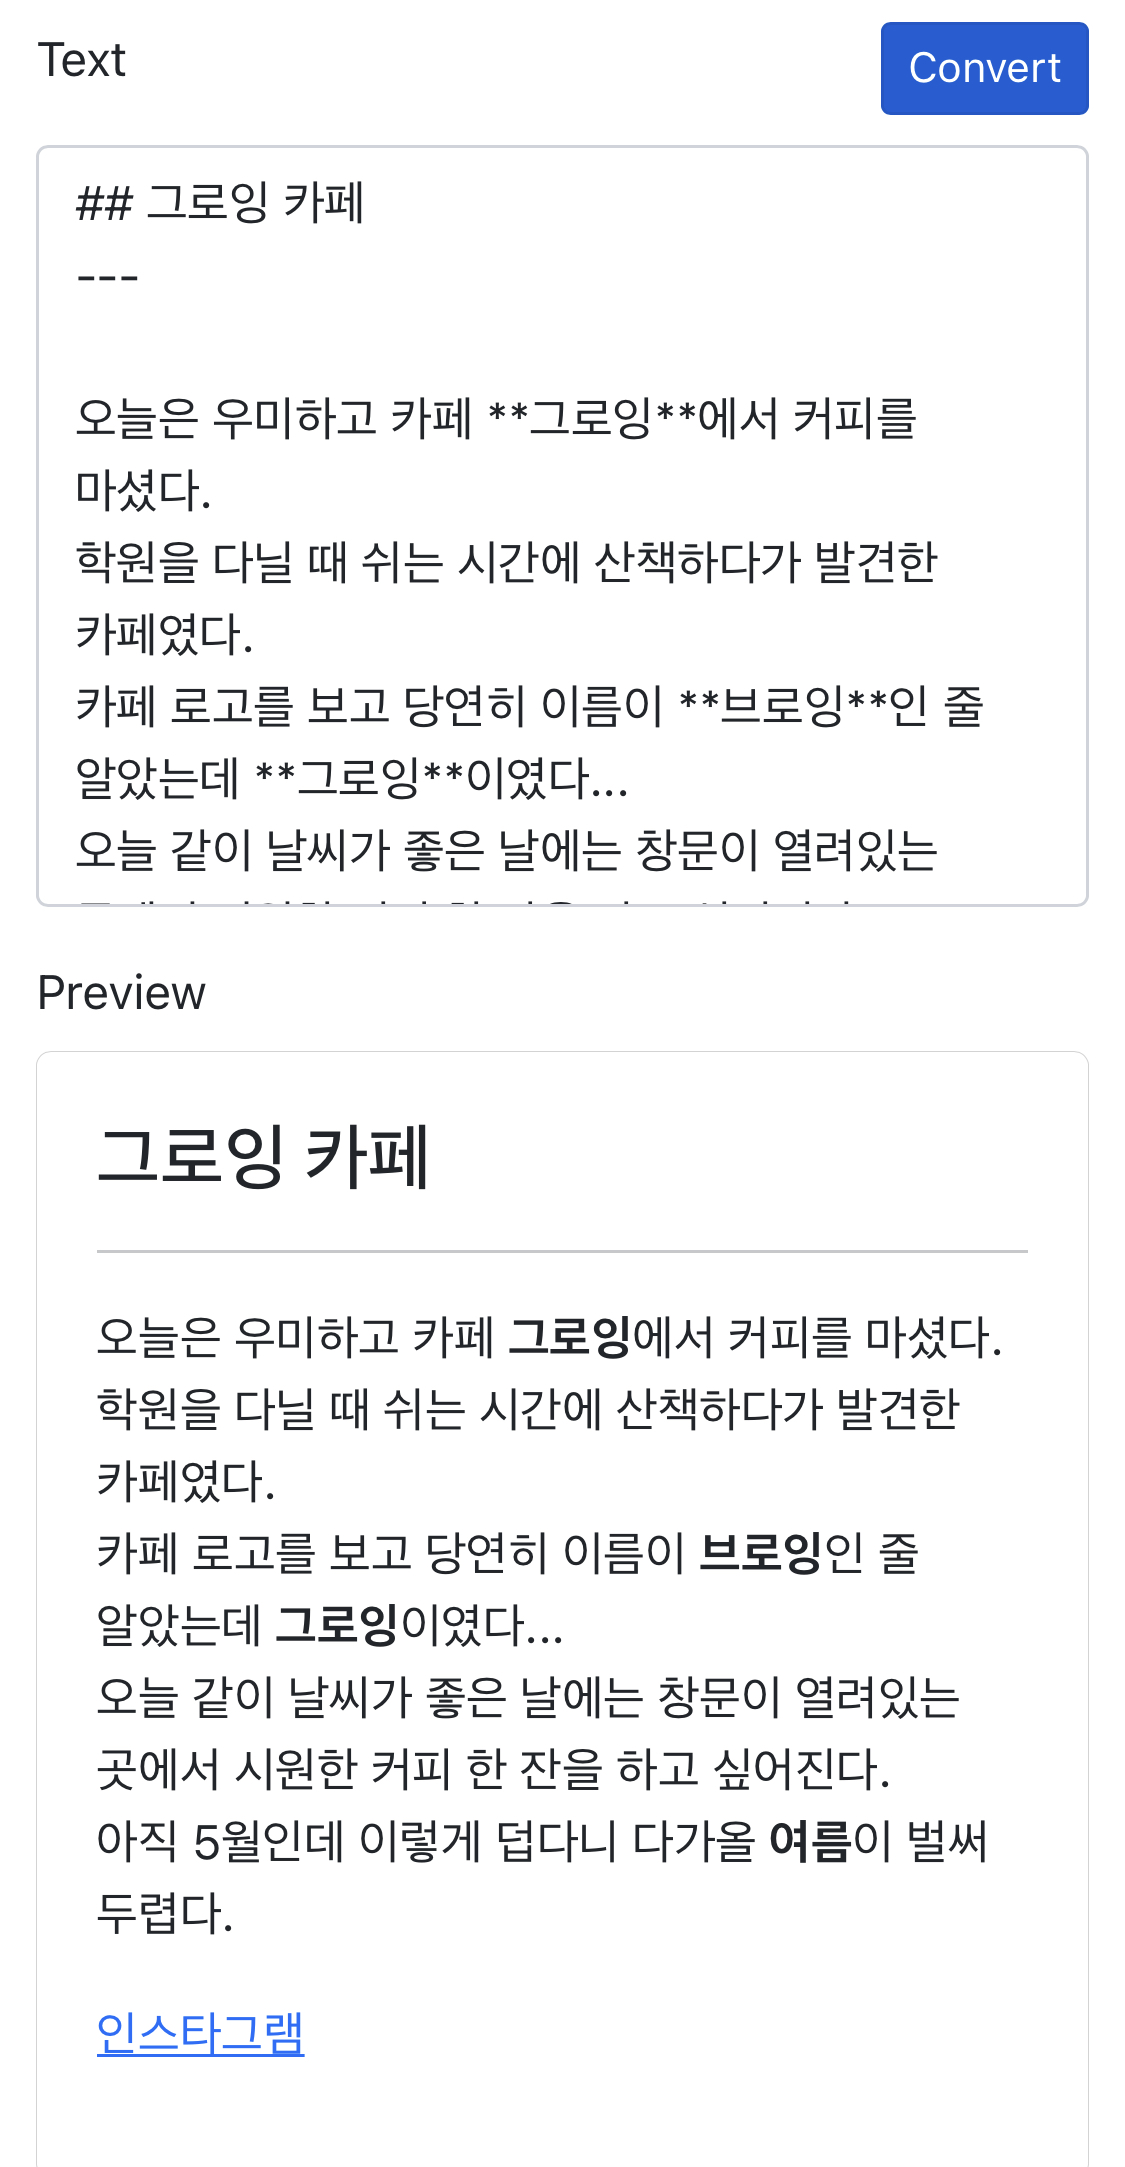 Text
Convert
## 그로잉 카페
---
오늘은 우미하고 카페 **그로잉**에서 커피를
마셨다.
학원을 다닐 때 쉬는 시간에 산책하다가 발견한
카페였다.
카페 로고를 보고 당연히 이름이 **브로잉**인 줄
알았는데 **그로잉**이였다...
오늘 같이 날씨가 좋은 날에는 창문이 열려있는
Preview
그로잉 카페
오늘은 우미하고 카페 그로잉에서 커피를 마셨다.
학원을 다닐 때 쉬는 시간에 산책하다가 발견한
카페였다.
카페 로고를 보고 당연히 이름이 브로잉인 줄
알았는데 그로잉이였다...
오늘 같이 날씨가 좋은 날에는 창문이 열려있는
곳에서 시원한 커피 한 잔을 하고 싶어진다.
아직 5월인데 이렇게 덥다니 다가올 여름이 벌써
두렵다.
인스타그램